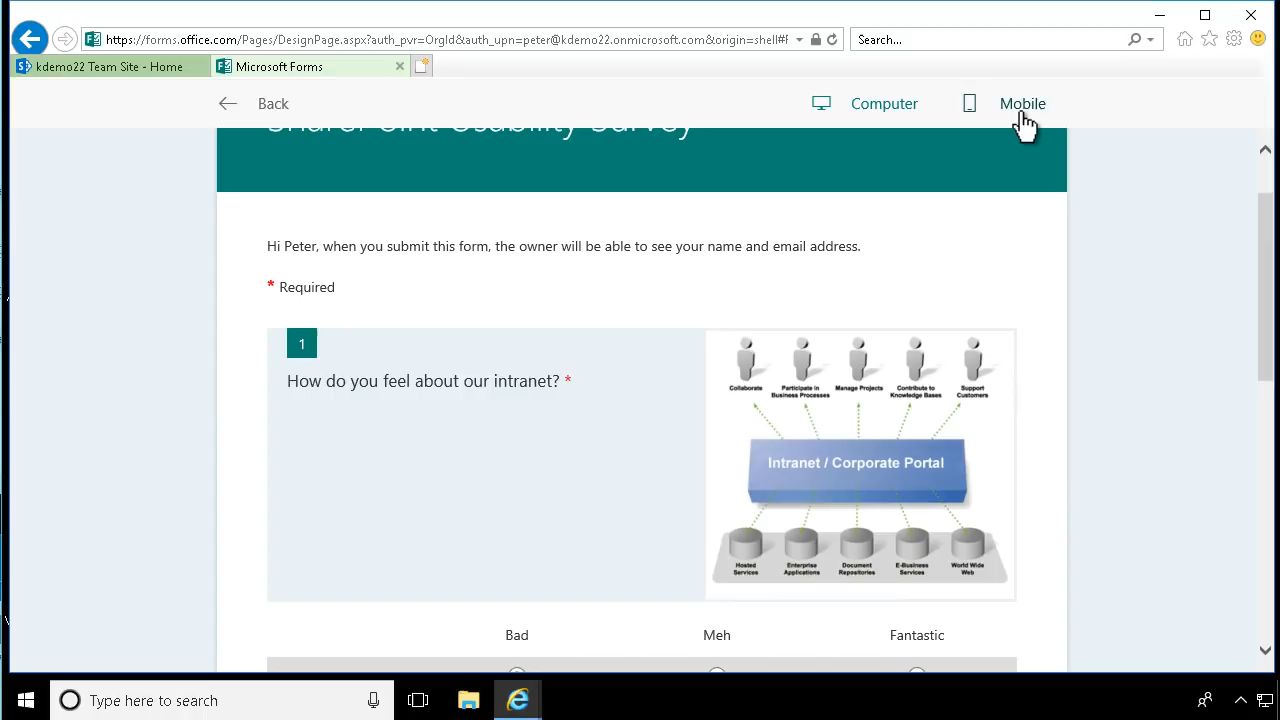 https://forms.office.com/Pages/DesignPage.aspx?auth_pvr=OrgId&auth_upn=peter@kdemo22.onmicrosoft.com&origin=shell#F
Search...
kdemo22 Team Site - Home
Microsoft Forms
Back
Computer
Mobile
SharePoint Usability Survey
Hi Peter, when you submit this form, the owner will be able to see your name and email address.
* Required
1
How do you feel about our intranet? *
Collaborate
Participate in
Business Processes
Manage Projects
Contribute to
Knowledge Bases
Support
Customers
Intranet / Corporate Portal
Hosted
Services
Enterprise
Applications
Document
Repositories
E-Business
Services
World Wide
Web
Bad
Meh
Fantastic
Type here to search